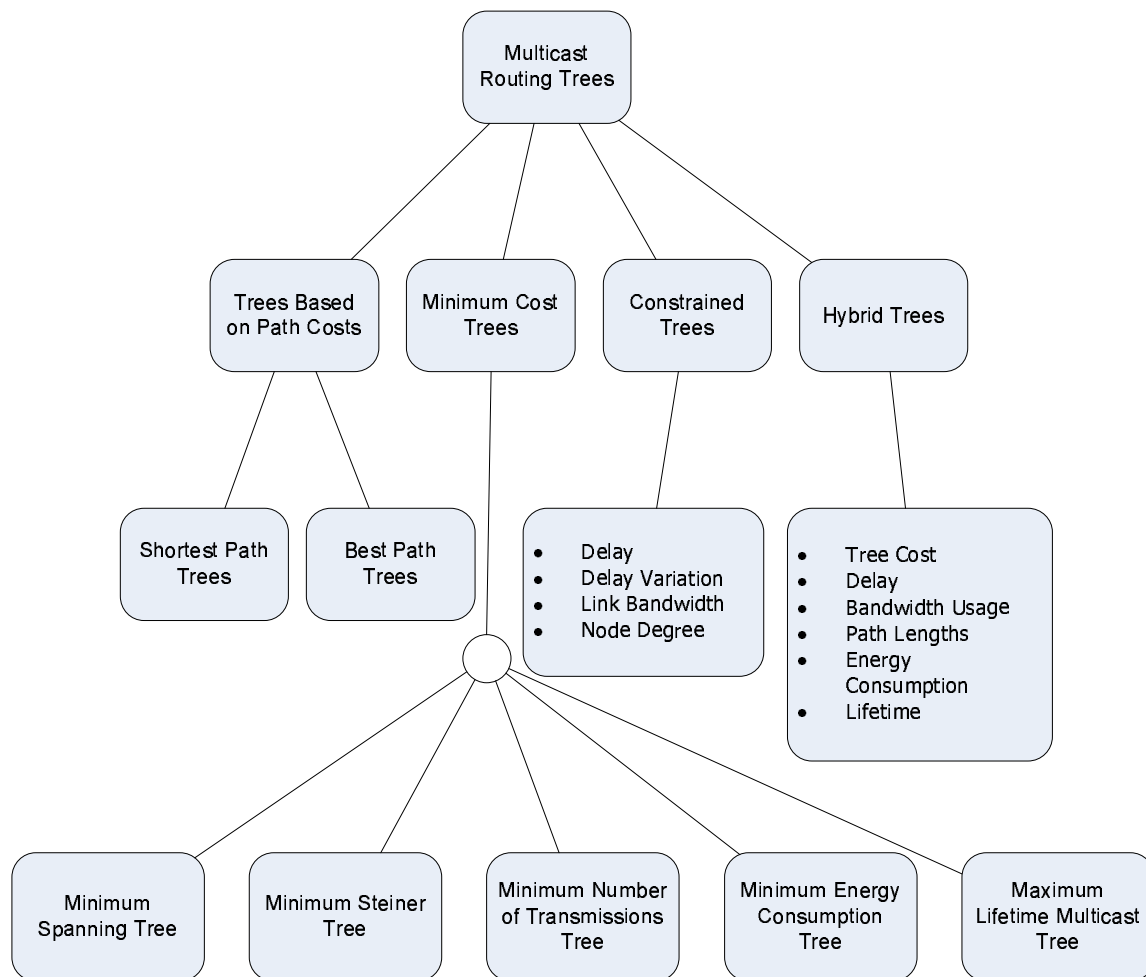 Multicast
Routing Trees
Trees Based
on Path Costs
Minimum Cost
Trees
Constrained
Trees
Hybrid Trees
Shortest Path
Trees
Best Path
Trees
• Delay
• Delay Variation
• Link Bandwidth
• Node Degree
• Tree Cost
• Delay
• Bandwidth Usage
• Path Lengths
• Energy
Consumption
• Lifetime
Minimum
Spanning Tree
Minimum Steiner
Tree
Minimum Number
of Transmissions
Tree
Minimum Energy
Consumption
Tree
Maximum
Lifetime Multicast
Tree